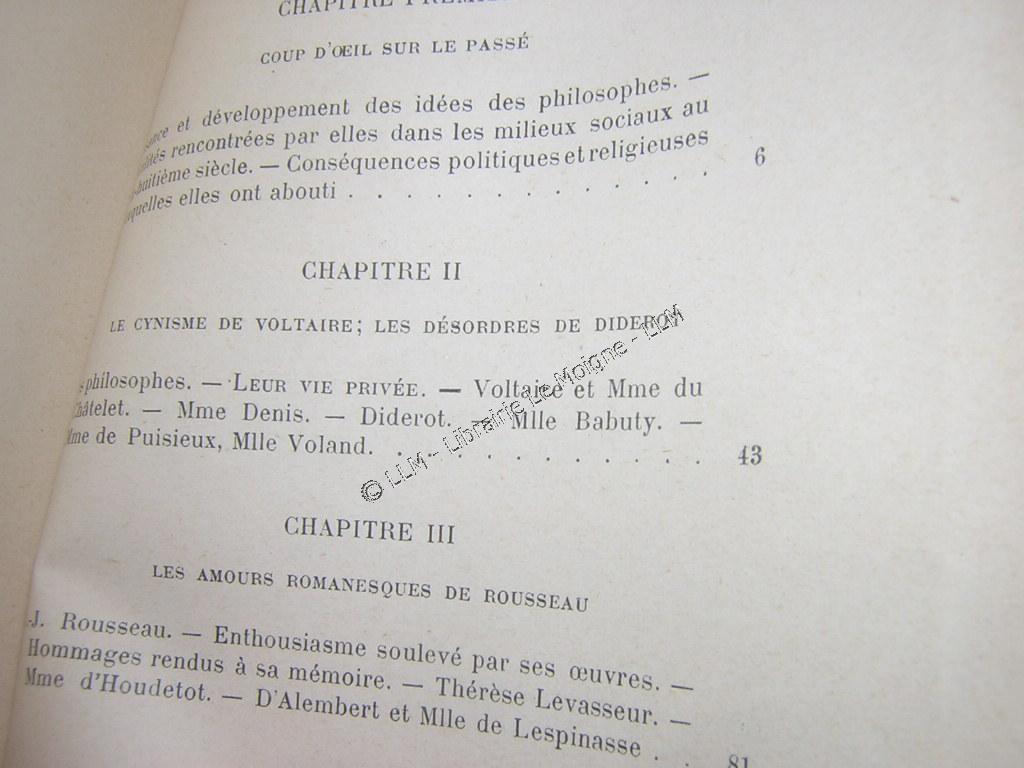 CHAPITRE
COUP D'ŒIL SUR LE PASSÉ
et développement des idées des philosophes. —
rencontrées par elles dans les milieux sociaux au
huitième siècle. — Conséquences politiques et religieuses
elles ont abouti . . . . . . . . . . . . . 6
CHAPITRE II
LE CYNISME DE VOLTAIRE; LES DÉSORDRES DE DIDEROT
philosophes. — LEUR VIE PRIVÉE. — Voltaire et Mme du
Châtelet. — Mme Denis. — Diderot. — Mlle Babuty. —
Mme de Puisieux, Mlle Voland. . . . . . . . . . . . 43
© LLM - Librairie Le Moigne - LLM
CHAPITRE III
LES AMOURS ROMANESQUES DE ROUSSEAU
-J. Rousseau. — Enthousiasme soulevé par ses œuvres. —
Hommages rendus à sa mémoire. — Thérèse Levasseur. —
Mme d'Houdetot. — D'Alembert et Mlle de Lespinasse . . 81